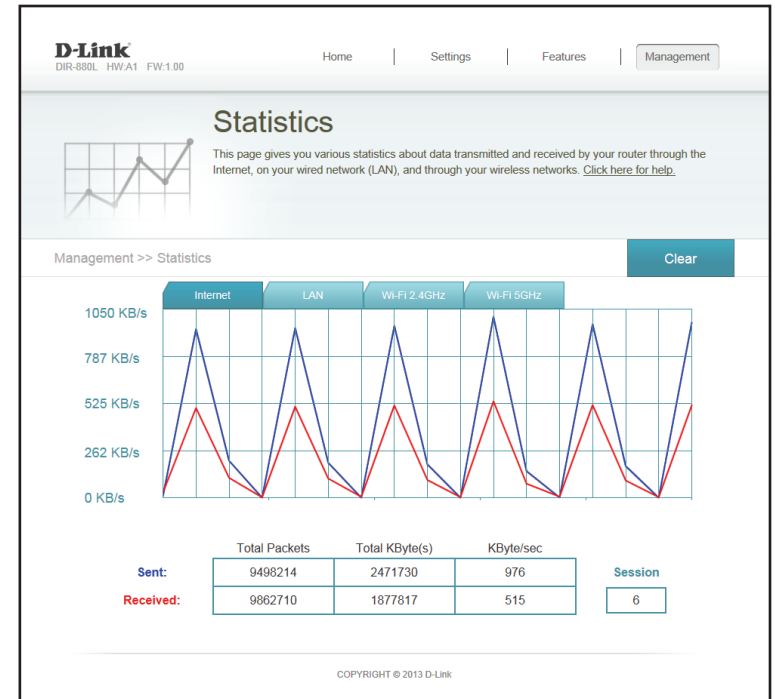 D-Link
DIR-880L HW:A1 FW:1.00
Home Settings Features Management
Statistics
This page gives you various statistics about data transmitted and received by your router through the
Internet, on your wired network (LAN), and through your wireless networks. Click here for help.
Management >> Statistics
Clear
Internet LAN Wi-Fi 2.4GHz Wi-Fi 5GHz
1050 KB/s
787 KB/s
525 KB/s
262 KB/s
0 KB/s
Total Packets Total KByte(s) KByte/sec
Sent: 9498214 2471730 976 Session
Received: 9862710 1877817 515 6
COPYRIGHT © 2013 D-Link